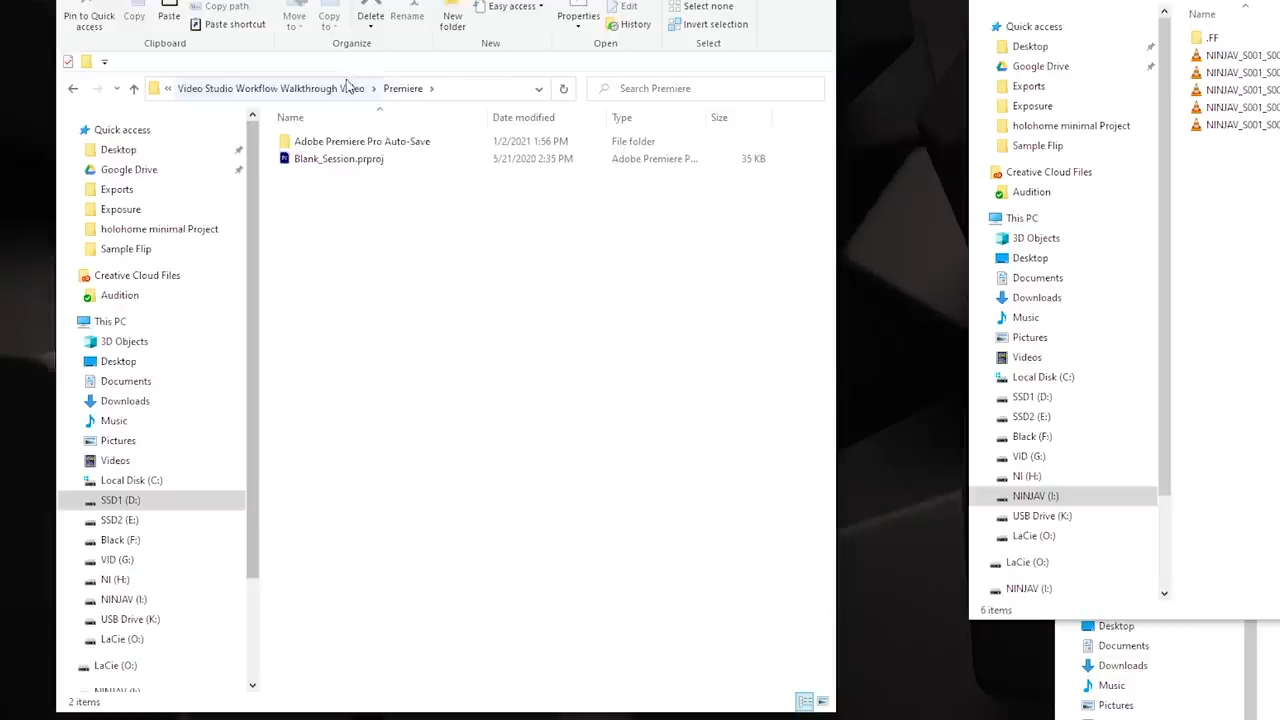 Pin to Quick
access
Copy
Paste
Copy path
Paste shortcut
Clipboard
Move
to
Copy
to
Delete
Rename
Organize
New
folder
Easy access
New
Properties
Edit
History
Open
Select none
Invert selection
Select
« Video Studio Workflow Walkthrough Video > Premiere >
Search Premiere
Quick access
Desktop
Google Drive
Exports
Exposure
holohome minimal Project
Sample Flip
Creative Cloud Files
Audition
This PC
3D Objects
Desktop
Documents
Downloads
Music
Pictures
Videos
Local Disk (C:)
SSD1 (D:)
SSD2 (E:)
Black (F:)
VID (G:)
NI (H:)
NINJAV (I:)
USB Drive (K:)
LaCie (O:)
LaCie (O:)
NINJAV (I:)
2 items
Name Date modified Type Size
Adobe Premiere Pro Auto-Save 1/2/2021 1:56 PM File folder
Blank_Session.prproj 5/21/2020 2:35 PM Adobe Premiere P... 35 KB
Quick access
Desktop
Google Drive
Exports
Exposure
holohome minimal Project
Sample Flip
Creative Cloud Files
Audition
This PC
3D Objects
Desktop
Documents
Downloads
Music
Pictures
Videos
Local Disk (C:)
SSD1 (D:)
SSD2 (E:)
Black (F:)
VID (G:)
NI (H:)
NINJAV (I:)
USB Drive (K:)
LaCie (O:)
LaCie (O:)
NINJAV (I:)
6 items
Name
.FF
NINJAV_S001_S00
NINJAV_S001_S00
NINJAV_S001_S00
NINJAV_S001_S00
NINJAV_S001_S00
Desktop
Documents
Downloads
Music
Pictures